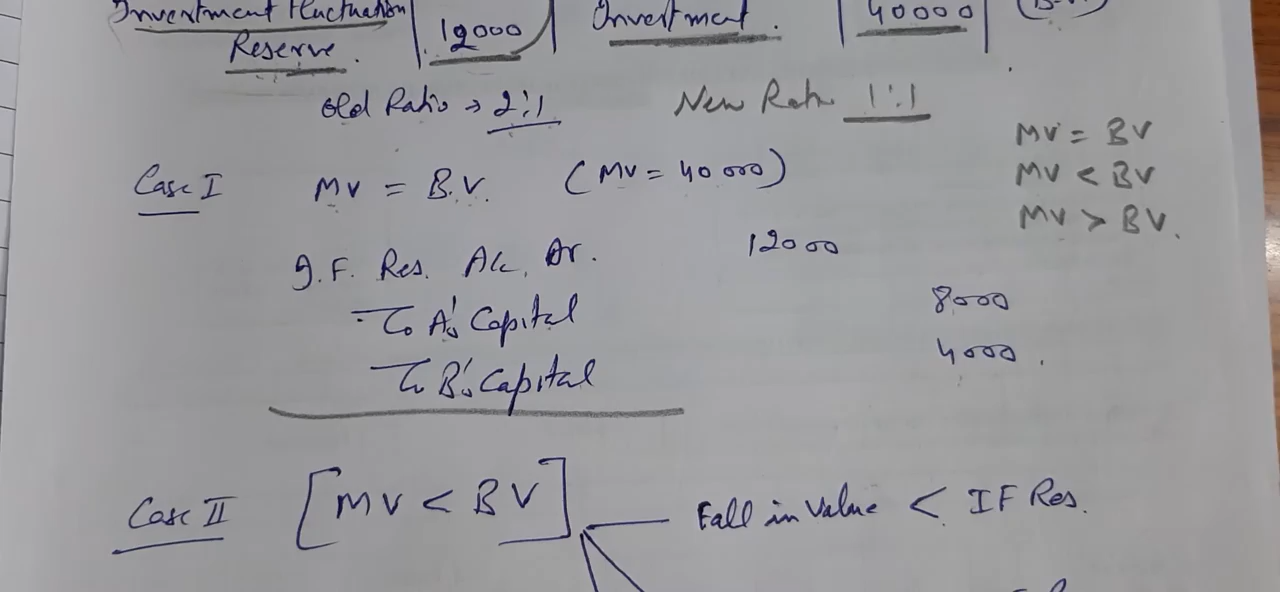 Investment Fluctuation Reserve. 12000 Investment. 40000
Old Ratio → 2:1 New Ratio 1:1
MV = BV
MV < BV
MV > BV.
Case I MV = B.V. (MV = 40000)
I.F. Res. A/c. Dr. 12000
To A's Capital 8000
To B's Capital 4000.
Case II [MV < BV] Fall in Value < IF Res.